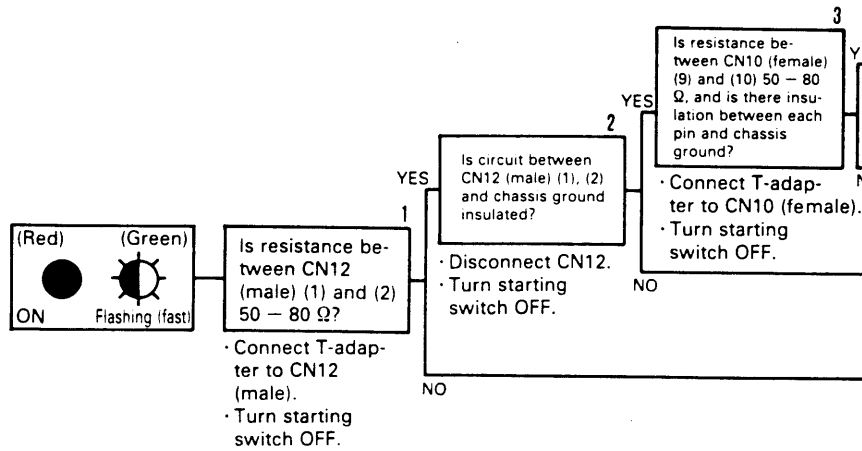 (Red) (Green)
ON Flashing (fast)
1
Is resistance be-
tween CN12
(male) (1) and (2)
50 – 80 Ω?
· Connect T-adap-
ter to CN12
(male).
· Turn starting
switch OFF.
YES
NO
2
Is circuit between
CN12 (male) (1), (2)
and chassis ground
insulated?
· Disconnect CN12.
· Turn starting
switch OFF.
YES
NO
3
Is resistance be-
tween CN10 (female)
(9) and (10) 50 – 80
Ω, and is there insu-
lation between each
pin and chassis
ground?
· Connect T-adap-
ter to CN10 (female).
· Turn starting
switch OFF.
Y